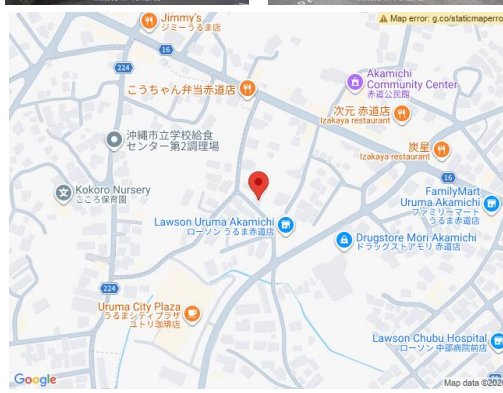 Jimmy's
ジミーうるま店
Map error: g.co/staticmaperro
16
224
こうちゃん弁当赤道店
Akamichi
Community Center
赤道公民館
次元 赤道店
Izakaya restaurant
沖縄市立学校給食
センター第2調理場
炭星
Izakaya restaurant
16
Kokoro Nursery
こころ保育園
FamilyMart
Uruma Akamichi
ファミリーマート
うるま赤道店
Lawson Uruma Akamichi
ローソン うるま赤道店
Drugstore Mori Akamichi
ドラッグストアモリ 赤道店
224
Uruma City Plaza
うるまシティプラザ
ユトリ珈琲店
Lawson Chubu Hospital
ローソン 中部病院前店
Google
Map data ©2026